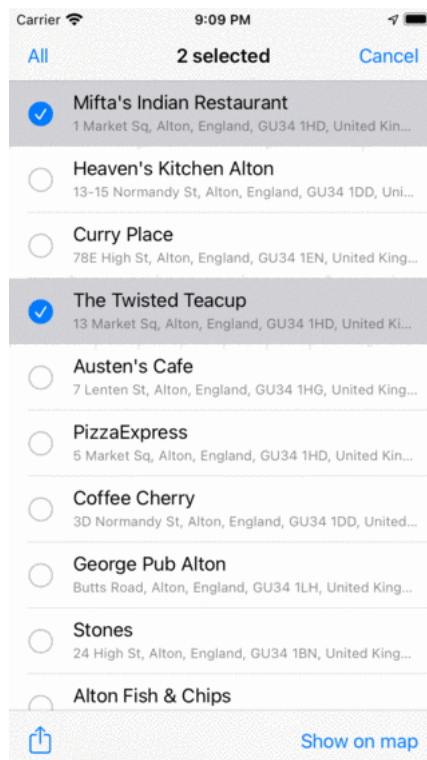 Carrier 9:09 PM
All 2 selected Cancel
Mifta's Indian Restaurant
1 Market Sq, Alton, England, GU34 1HD, United Kin...
Heaven's Kitchen Alton
13-15 Normandy St, Alton, England, GU34 1DD, Uni...
Curry Place
78E High St, Alton, England, GU34 1EN, United King...
The Twisted Teacup
13 Market Sq, Alton, England, GU34 1HD, United Ki...
Austen's Cafe
7 Lenten St, Alton, England, GU34 1HG, United King...
PizzaExpress
5 Market Sq, Alton, England, GU34 1HD, United Kin...
Coffee Cherry
3D Normandy St, Alton, England, GU34 1DD, United...
George Pub Alton
Butts Road, Alton, England, GU34 1LH, United King...
Stones
24 High St, Alton, England, GU34 1BN, United King...
Alton Fish & Chips
Show on map